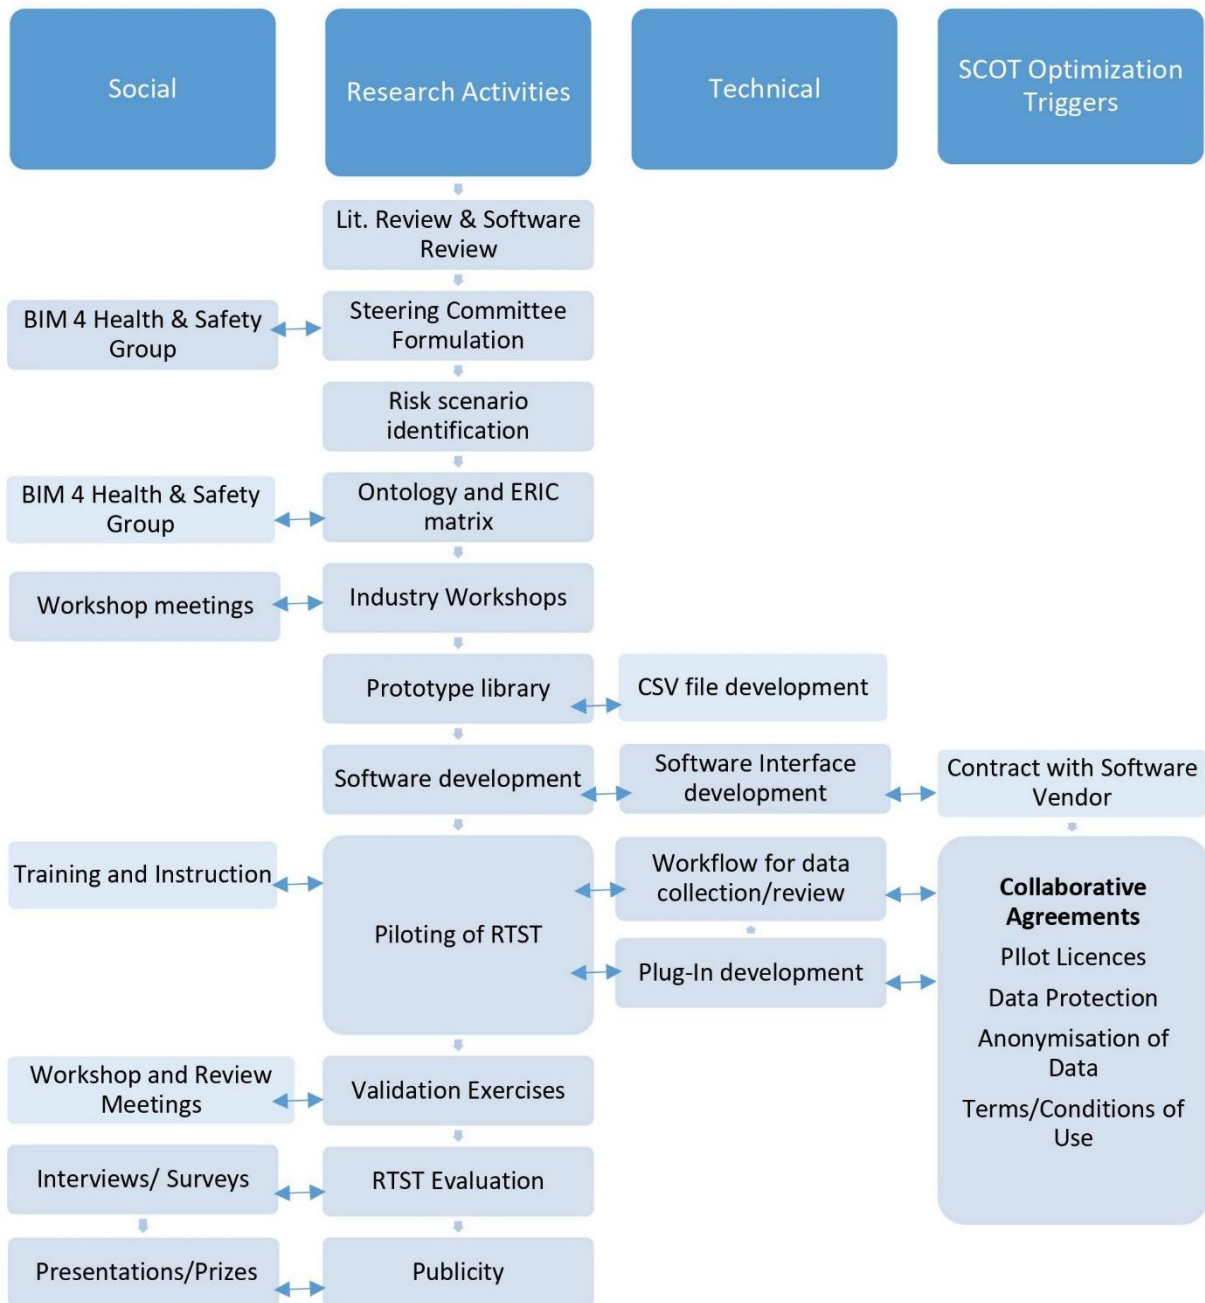 Social
Research Activities
Technical
SCOT Optimization
Triggers
Lit. Review & Software
Review
BIM 4 Health & Safety
Group
Steering Committee
Formulation
Risk scenario
identification
BIM 4 Health & Safety
Group
Ontology and ERIC
matrix
Workshop meetings
Industry Workshops
Prototype library
CSV file development
Software development
Software Interface
development
Contract with Software
Vendor
Training and Instruction
Piloting of RTST
Workflow for data
collection/review
Plug-In development
Collaborative
Agreements
PIlot Licences
Data Protection
Anonymisation of
Data
Terms/Conditions of
Use
Workshop and Review
Meetings
Validation Exercises
Interviews/ Surveys
RTST Evaluation
Presentations/Prizes
Publicity